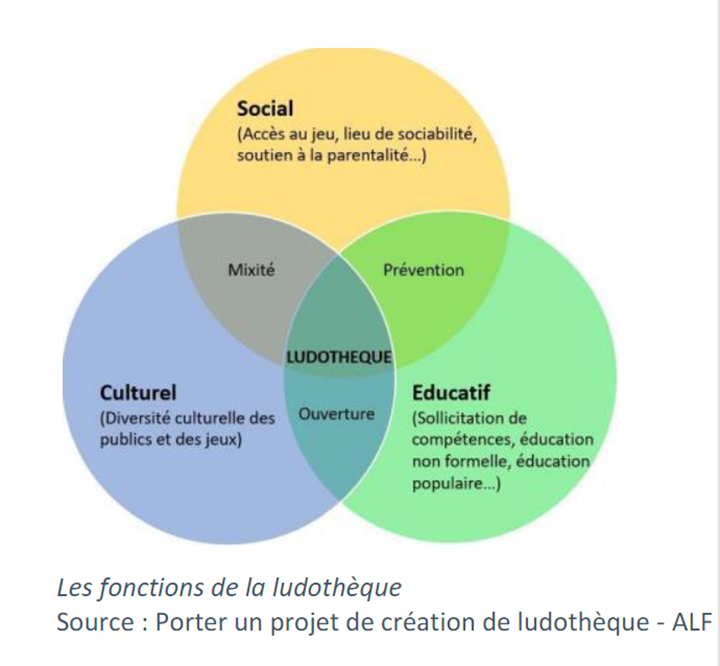 Social
(Accès au jeu, lieu de sociabilité,
soutien à la parentalité...)
Mixité
Prévention
LUDOTHEQUE
Culturel
(Diversité culturelle des
publics et des jeux)
Ouverture
Educatif
(Sollicitation de
compétences, éducation
non formelle, éducation
populaire...)
Les fonctions de la ludothèque
Source : Porter un projet de création de ludothèque - ALF